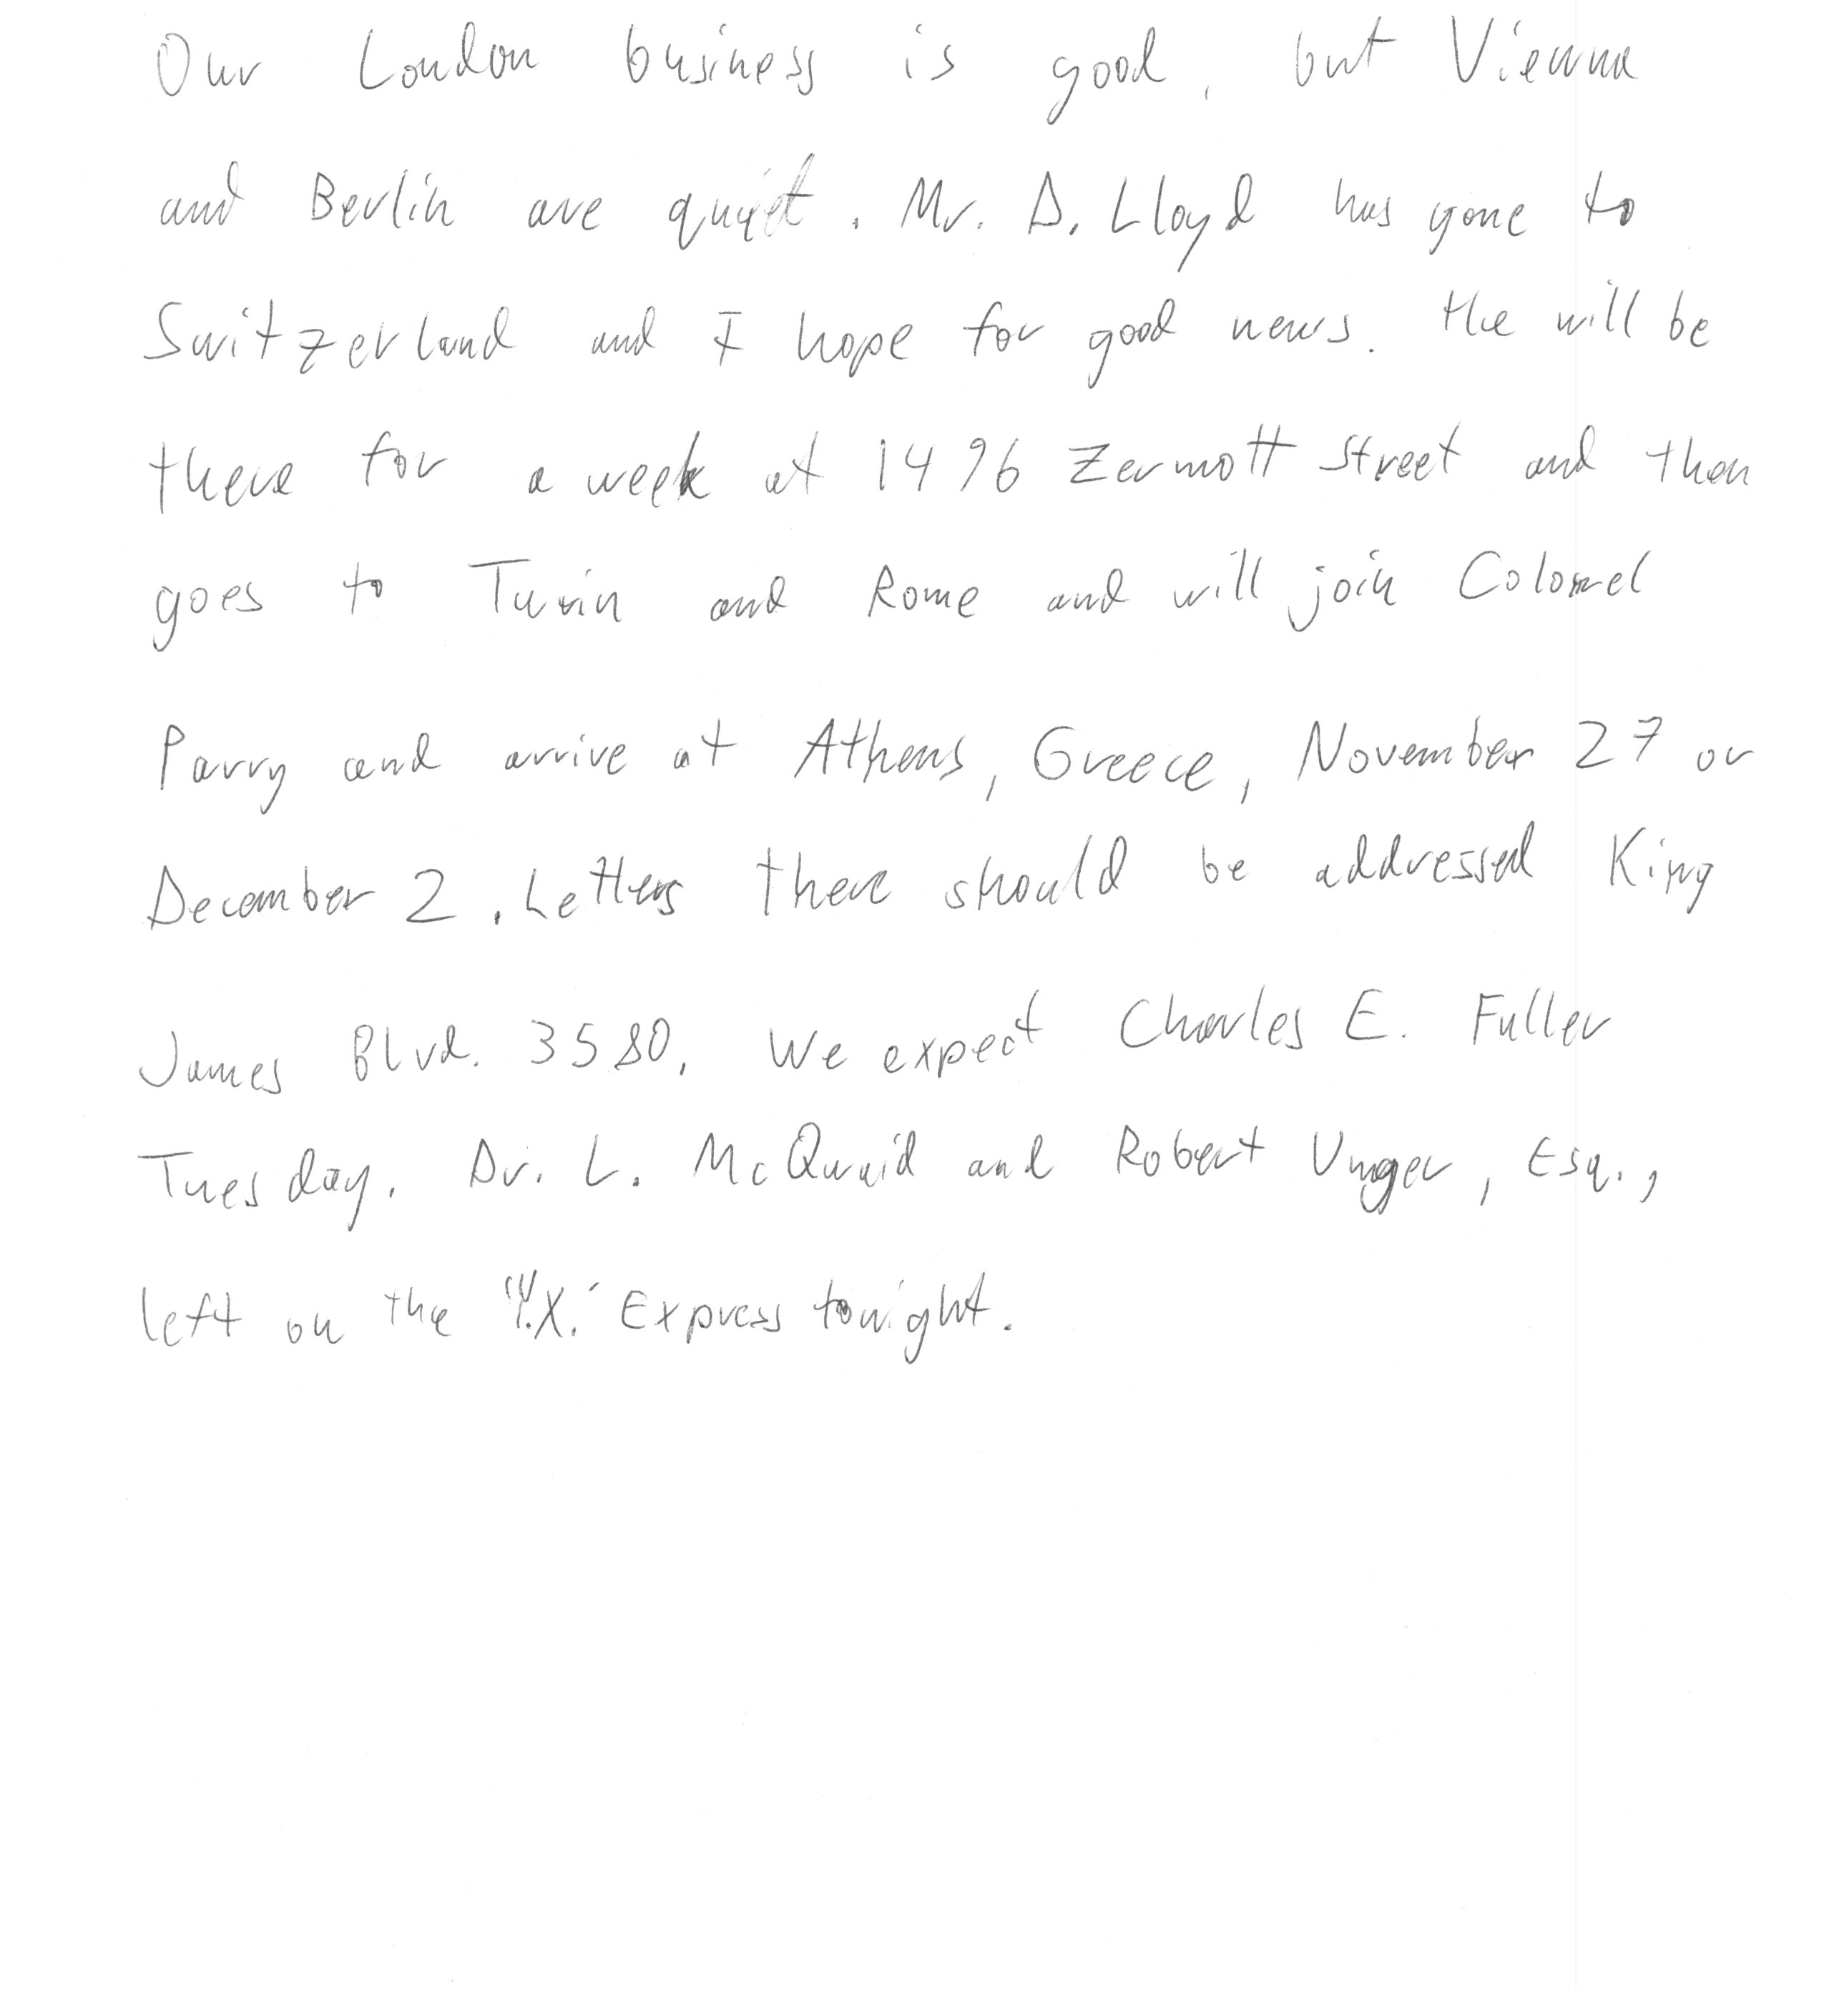 Our London business is good, but Vienna
and Berlin are quiet. Mr. D. Lloyd has gone to
Switzerland and I hope for good news. He will be
there for a week at 1496 Zermott Street and then
goes to Turin and Rome and will join Colonel
Parry and arrive at Athens, Greece, November 27 or
December 2. Letters there should be addressed King
James Blvd. 3580. We expect Charles E. Fuller
Tuesday. Dr. L. McQuaid and Robert Unger, Esq.,
left on the "Y.X." Express tonight.